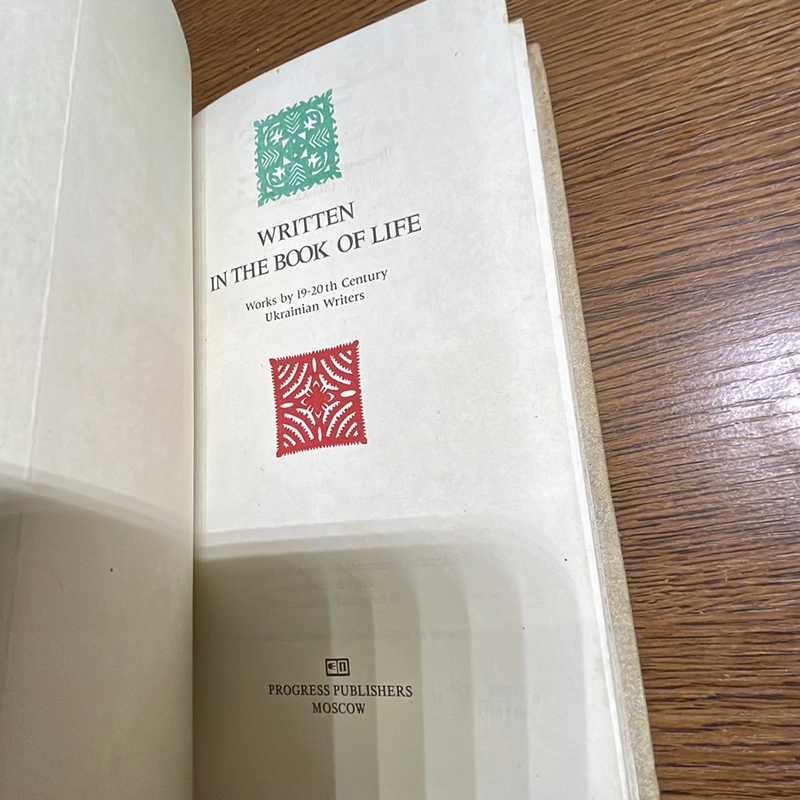 WRITTEN
IN THE BOOK OF LIFE
Works by 19-20th Century
Ukrainian Writers
PROGRESS PUBLISHERS
MOSCOW